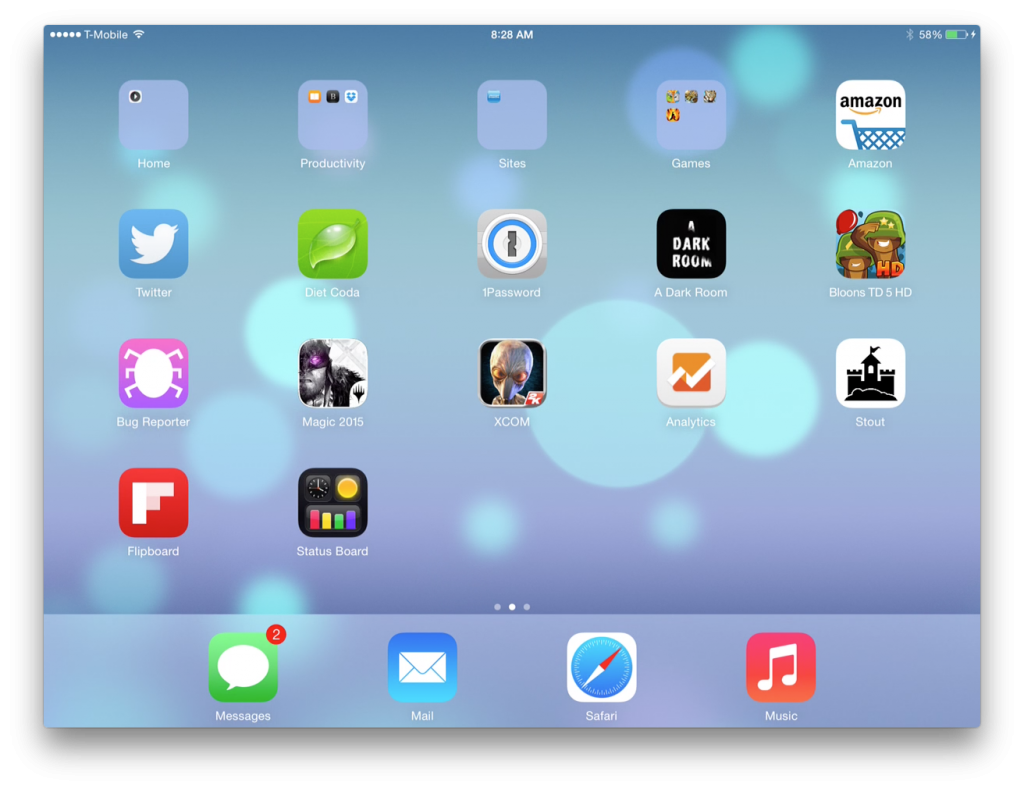 T-Mobile 8:28 AM 58%
amazon
Home Productivity Sites Games Amazon
A
DARK
ROOM
HD
Twitter Diet Coda 1Password A Dark Room Bloons TD 5 HD
2K
Bug Reporter Magic 2015 XCOM Analytics Stout
Flipboard Status Board
2
Messages Mail Safari Music